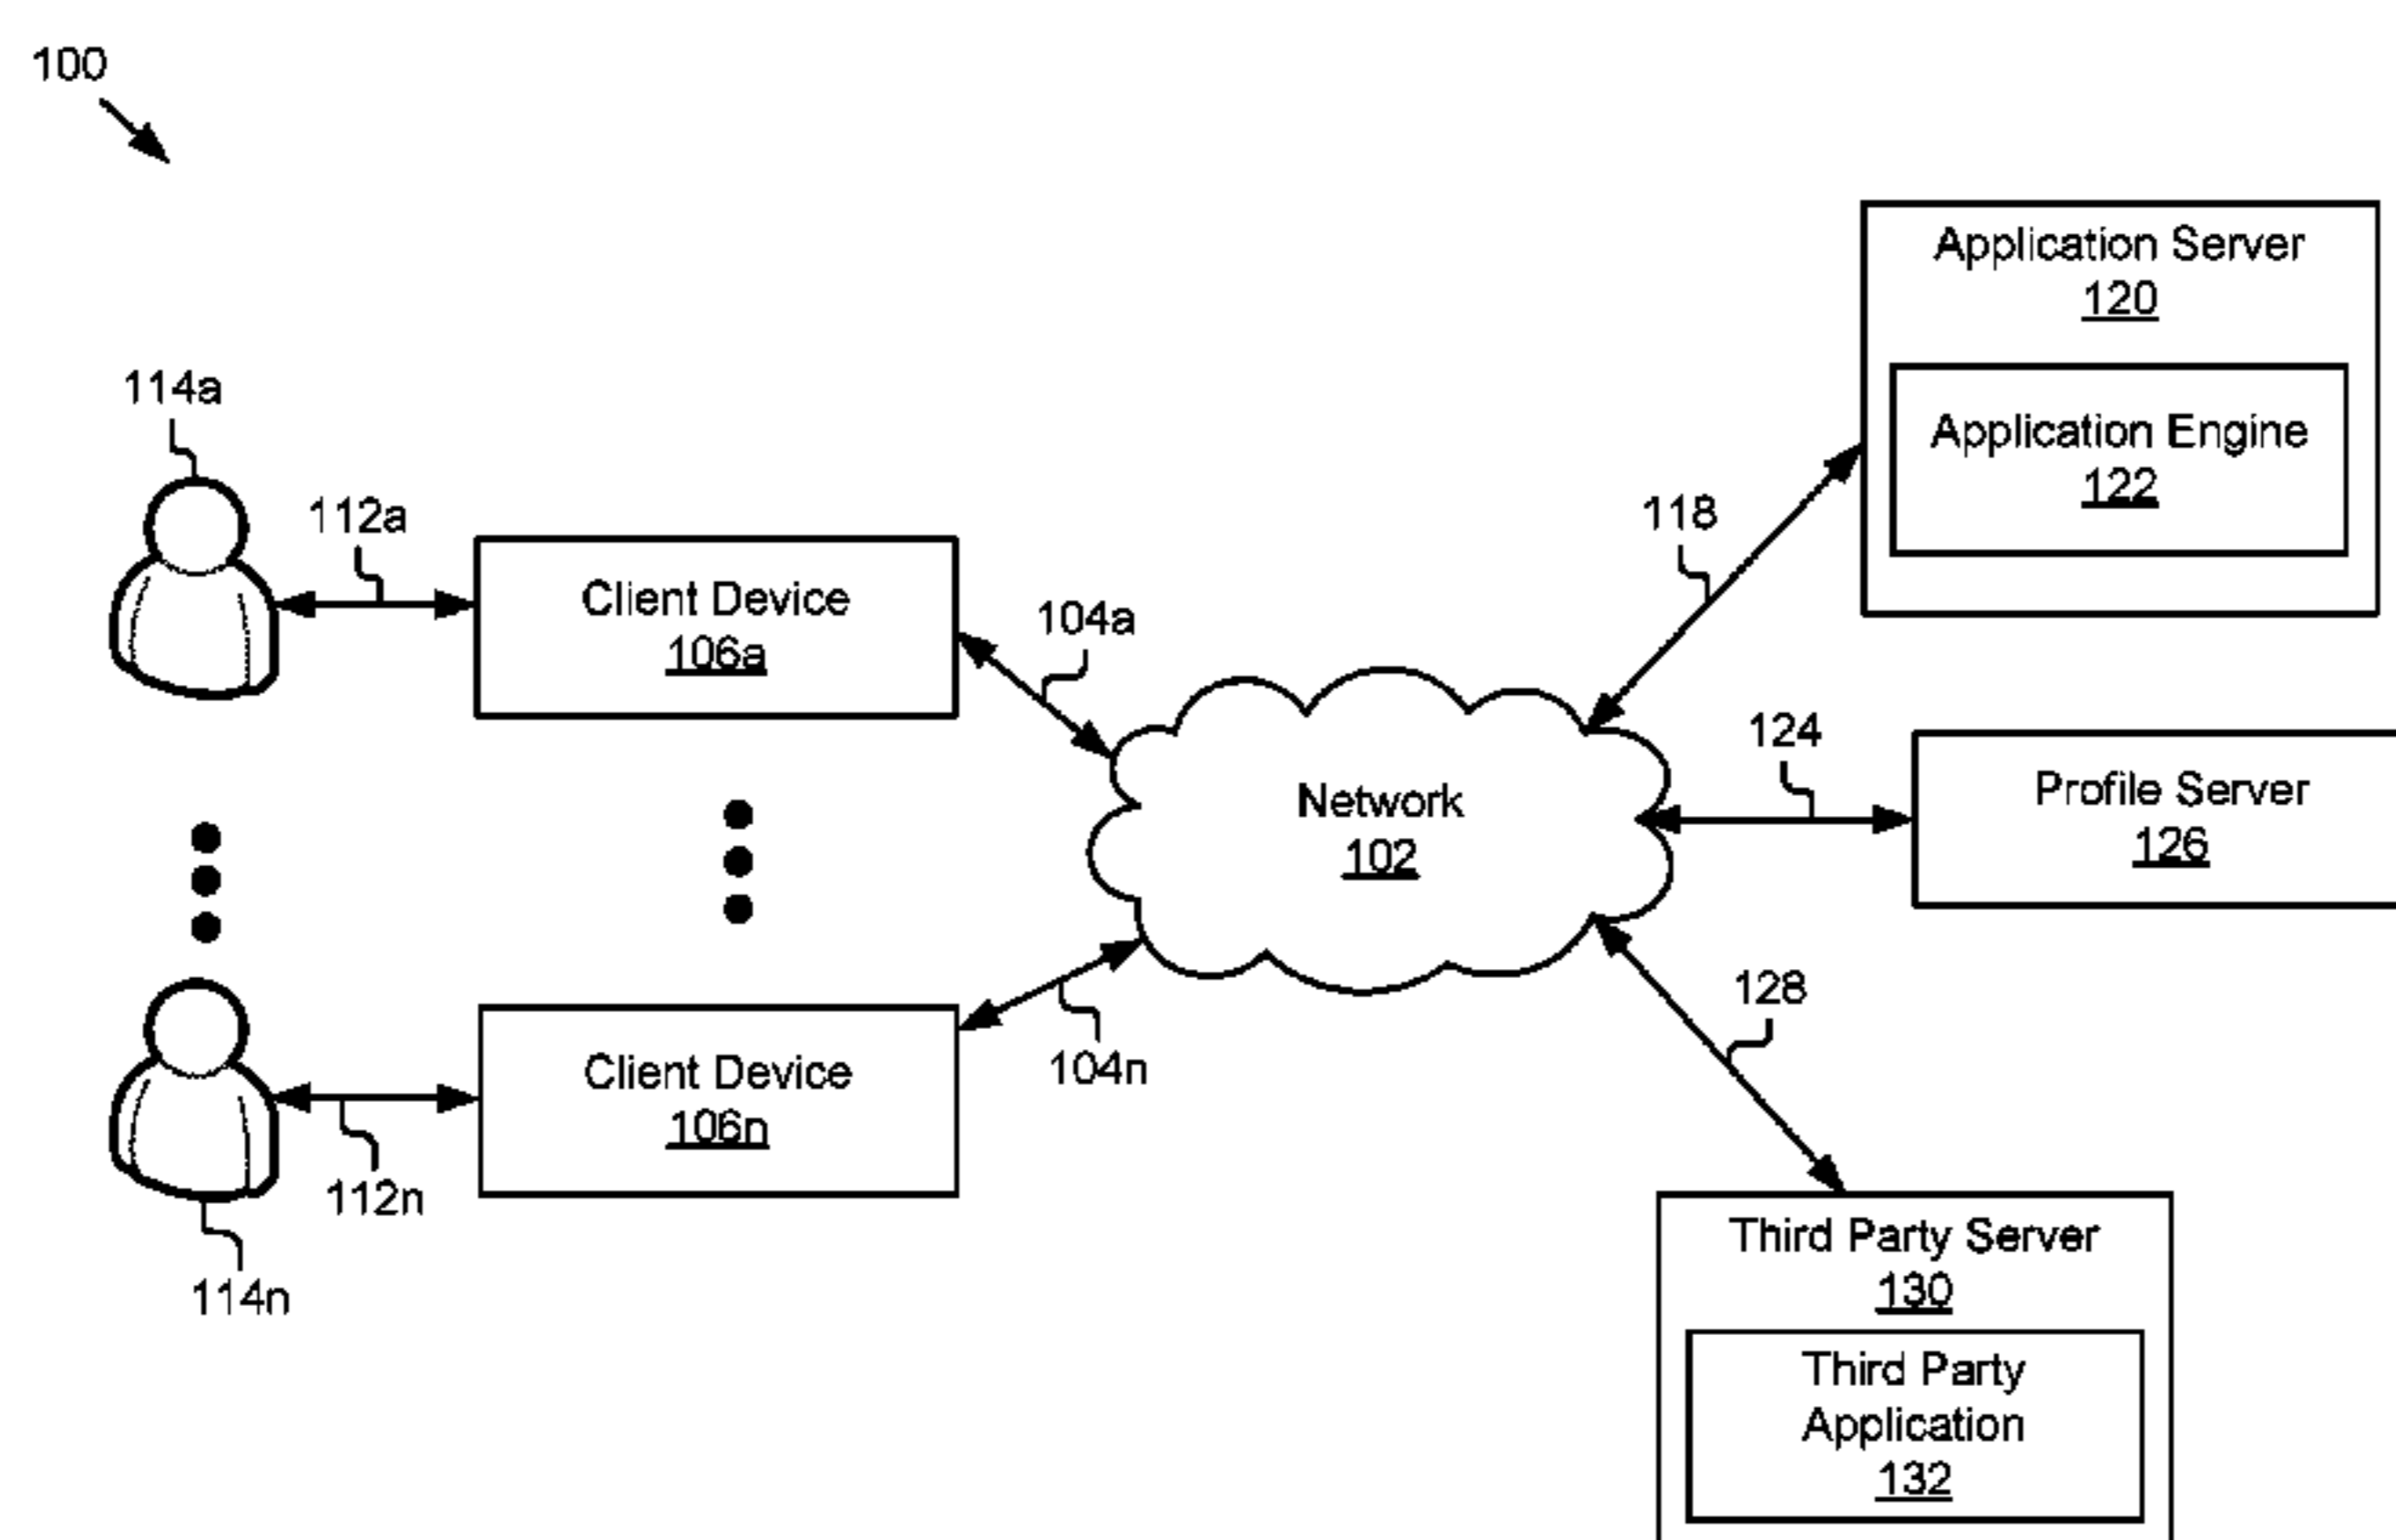 100
Application Server
120
114a
Application Engine
122
112a
118
Client Device
106a
104a
124
Network
102
Profile Server
126
128
Client Device
106n
104n
112n
Third Party Server
130
114n
Third Party
Application
132